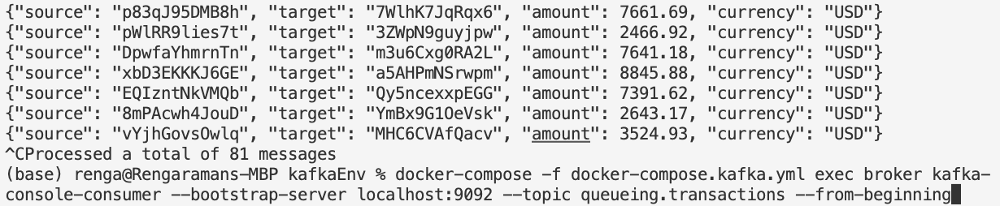 {"source": "p83qJ95DMB8h", "target": "7WlhK7JqRqx6", "amount": 7661.69, "currency": "USD"}
{"source": "pWlRR9lies7t", "target": "3ZWpN9guyjpw", "amount": 2466.92, "currency": "USD"}
{"source": "DpwfaYhmrnTn", "target": "m3u6Cxg0RA2L", "amount": 7641.18, "currency": "USD"}
{"source": "xbD3EKKKJ6GE", "target": "a5AHPmNSrwpm", "amount": 8845.88, "currency": "USD"}
{"source": "EQIzntNkVMQb", "target": "Qy5ncexxpEGG", "amount": 7391.62, "currency": "USD"}
{"source": "8mPAcwh4JouD", "target": "YmBx9G1OeVsk", "amount": 2643.17, "currency": "USD"}
{"source": "vYjhGovsOwlq", "target": "MHC6CVAfQacv", "amount": 3524.93, "currency": "USD"}
^CProcessed a total of 81 messages
(base) renga@Rengaramans-MBP kafkaEnv % docker-compose -f docker-compose.kafka.yml exec broker kafka-
console-consumer --bootstrap-server localhost:9092 --topic queueing.transactions --from-beginning